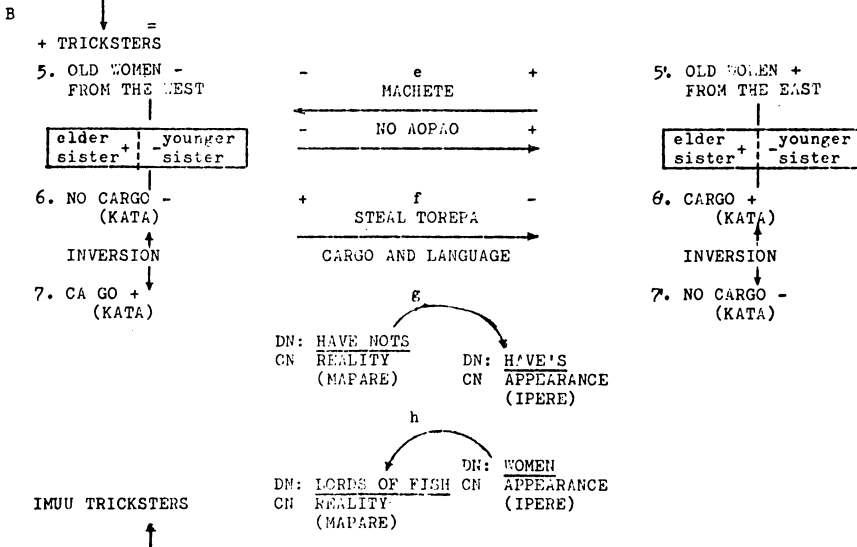 B
=
+ TRICKSTERS
5. OLD WOMEN - - e + 5'. OLD WOMEN +
FROM THE WEST MACHETE FROM THE EAST
- NO AOPAO +
elder sister + - younger sister elder sister + - younger sister
6. NO CARGO - + f - 6. CARGO +
(KATA) STEAL TOREPA (KATA)
INVERSION CARGO AND LANGUAGE INVERSION
7. CA GO + 7. NO CARGO -
(KATA) g (KATA)
DN: HAVE NOTS
CN REALITY DN: HAVE'S
(MAPARE) CN APPEARANCE
(IPERE)
h
DN: WOMEN
DN: LORDS OF FISH CN APPEARANCE
CN REALITY (IPERE)
IMUU TRICKSTERS
(MAPARE)